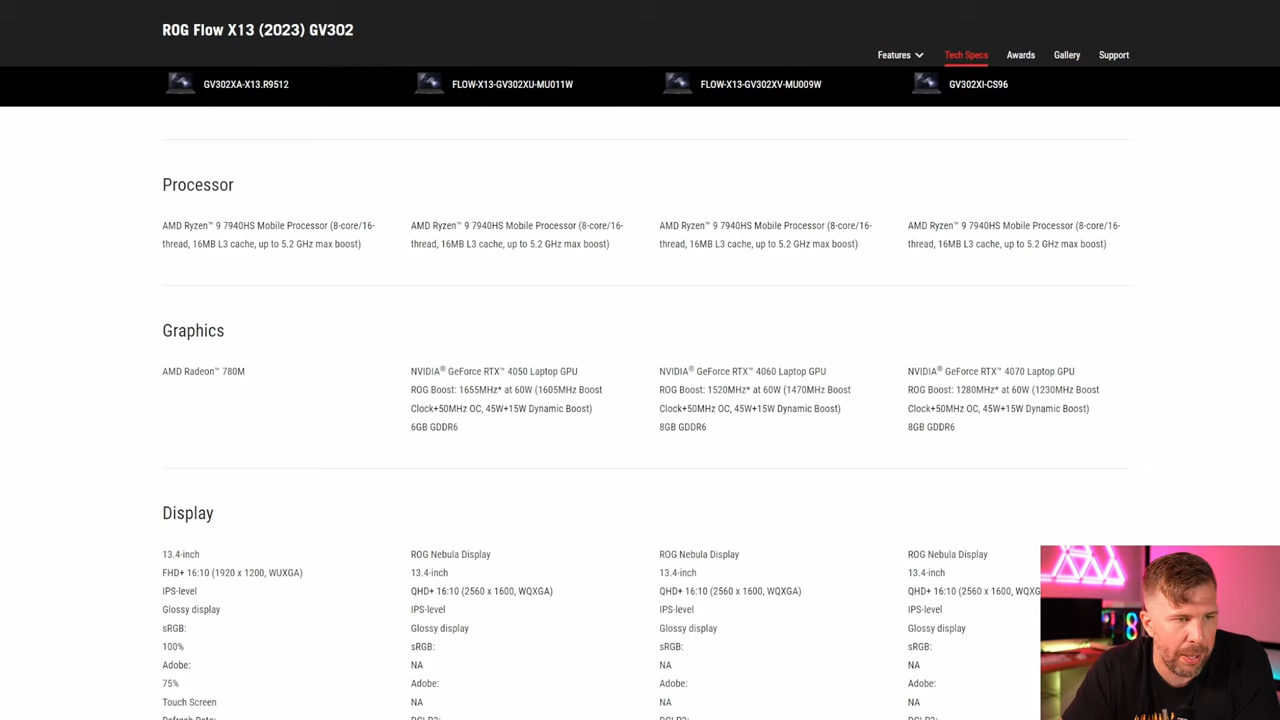 ROG Flow X13 (2023) GV302
Features
Tech Specs
Awards
Gallery
Support
GV302XA-X13.R9512
FLOW-X13-GV302XU-MU011W
FLOW-X13-GV302XV-MU009W
GV302XI-CS96
Processor
AMD Ryzen™ 9 7940HS Mobile Processor (8-core/16-
thread, 16MB L3 cache, up to 5.2 GHz max boost)
AMD Ryzen™ 9 7940HS Mobile Processor (8-core/16-
thread, 16MB L3 cache, up to 5.2 GHz max boost)
AMD Ryzen™ 9 7940HS Mobile Processor (8-core/16-
thread, 16MB L3 cache, up to 5.2 GHz max boost)
AMD Ryzen™ 9 7940HS Mobile Processor (8-core/16-
thread, 16MB L3 cache, up to 5.2 GHz max boost)
Graphics
AMD Radeon™ 780M
NVIDIA® GeForce RTX™ 4050 Laptop GPU
ROG Boost: 1655MHz* at 60W (1605MHz Boost
Clock+50MHz OC, 45W+15W Dynamic Boost)
6GB GDDR6
NVIDIA® GeForce RTX™ 4060 Laptop GPU
ROG Boost: 1520MHz* at 60W (1470MHz Boost
Clock+50MHz OC, 45W+15W Dynamic Boost)
8GB GDDR6
NVIDIA® GeForce RTX™ 4070 Laptop GPU
ROG Boost: 1280MHz* at 60W (1230MHz Boost
Clock+50MHz OC, 45W+15W Dynamic Boost)
8GB GDDR6
Display
13.4-inch
FHD+ 16:10 (1920 x 1200, WUXGA)
IPS-level
Glossy display
sRGB:
100%
Adobe:
75%
Touch Screen
Refresh Rate:
ROG Nebula Display
13.4-inch
QHD+ 16:10 (2560 x 1600, WQXGA)
IPS-level
Glossy display
sRGB:
NA
Adobe:
NA
ROG Nebula Display
13.4-inch
QHD+ 16:10 (2560 x 1600, WQXGA)
IPS-level
Glossy display
sRGB:
NA
Adobe:
NA
ROG Nebula Display
13.4-inch
QHD+ 16:10 (2560 x 1600, WQXG
IPS-level
Glossy display
sRGB:
NA
Adobe:
NA